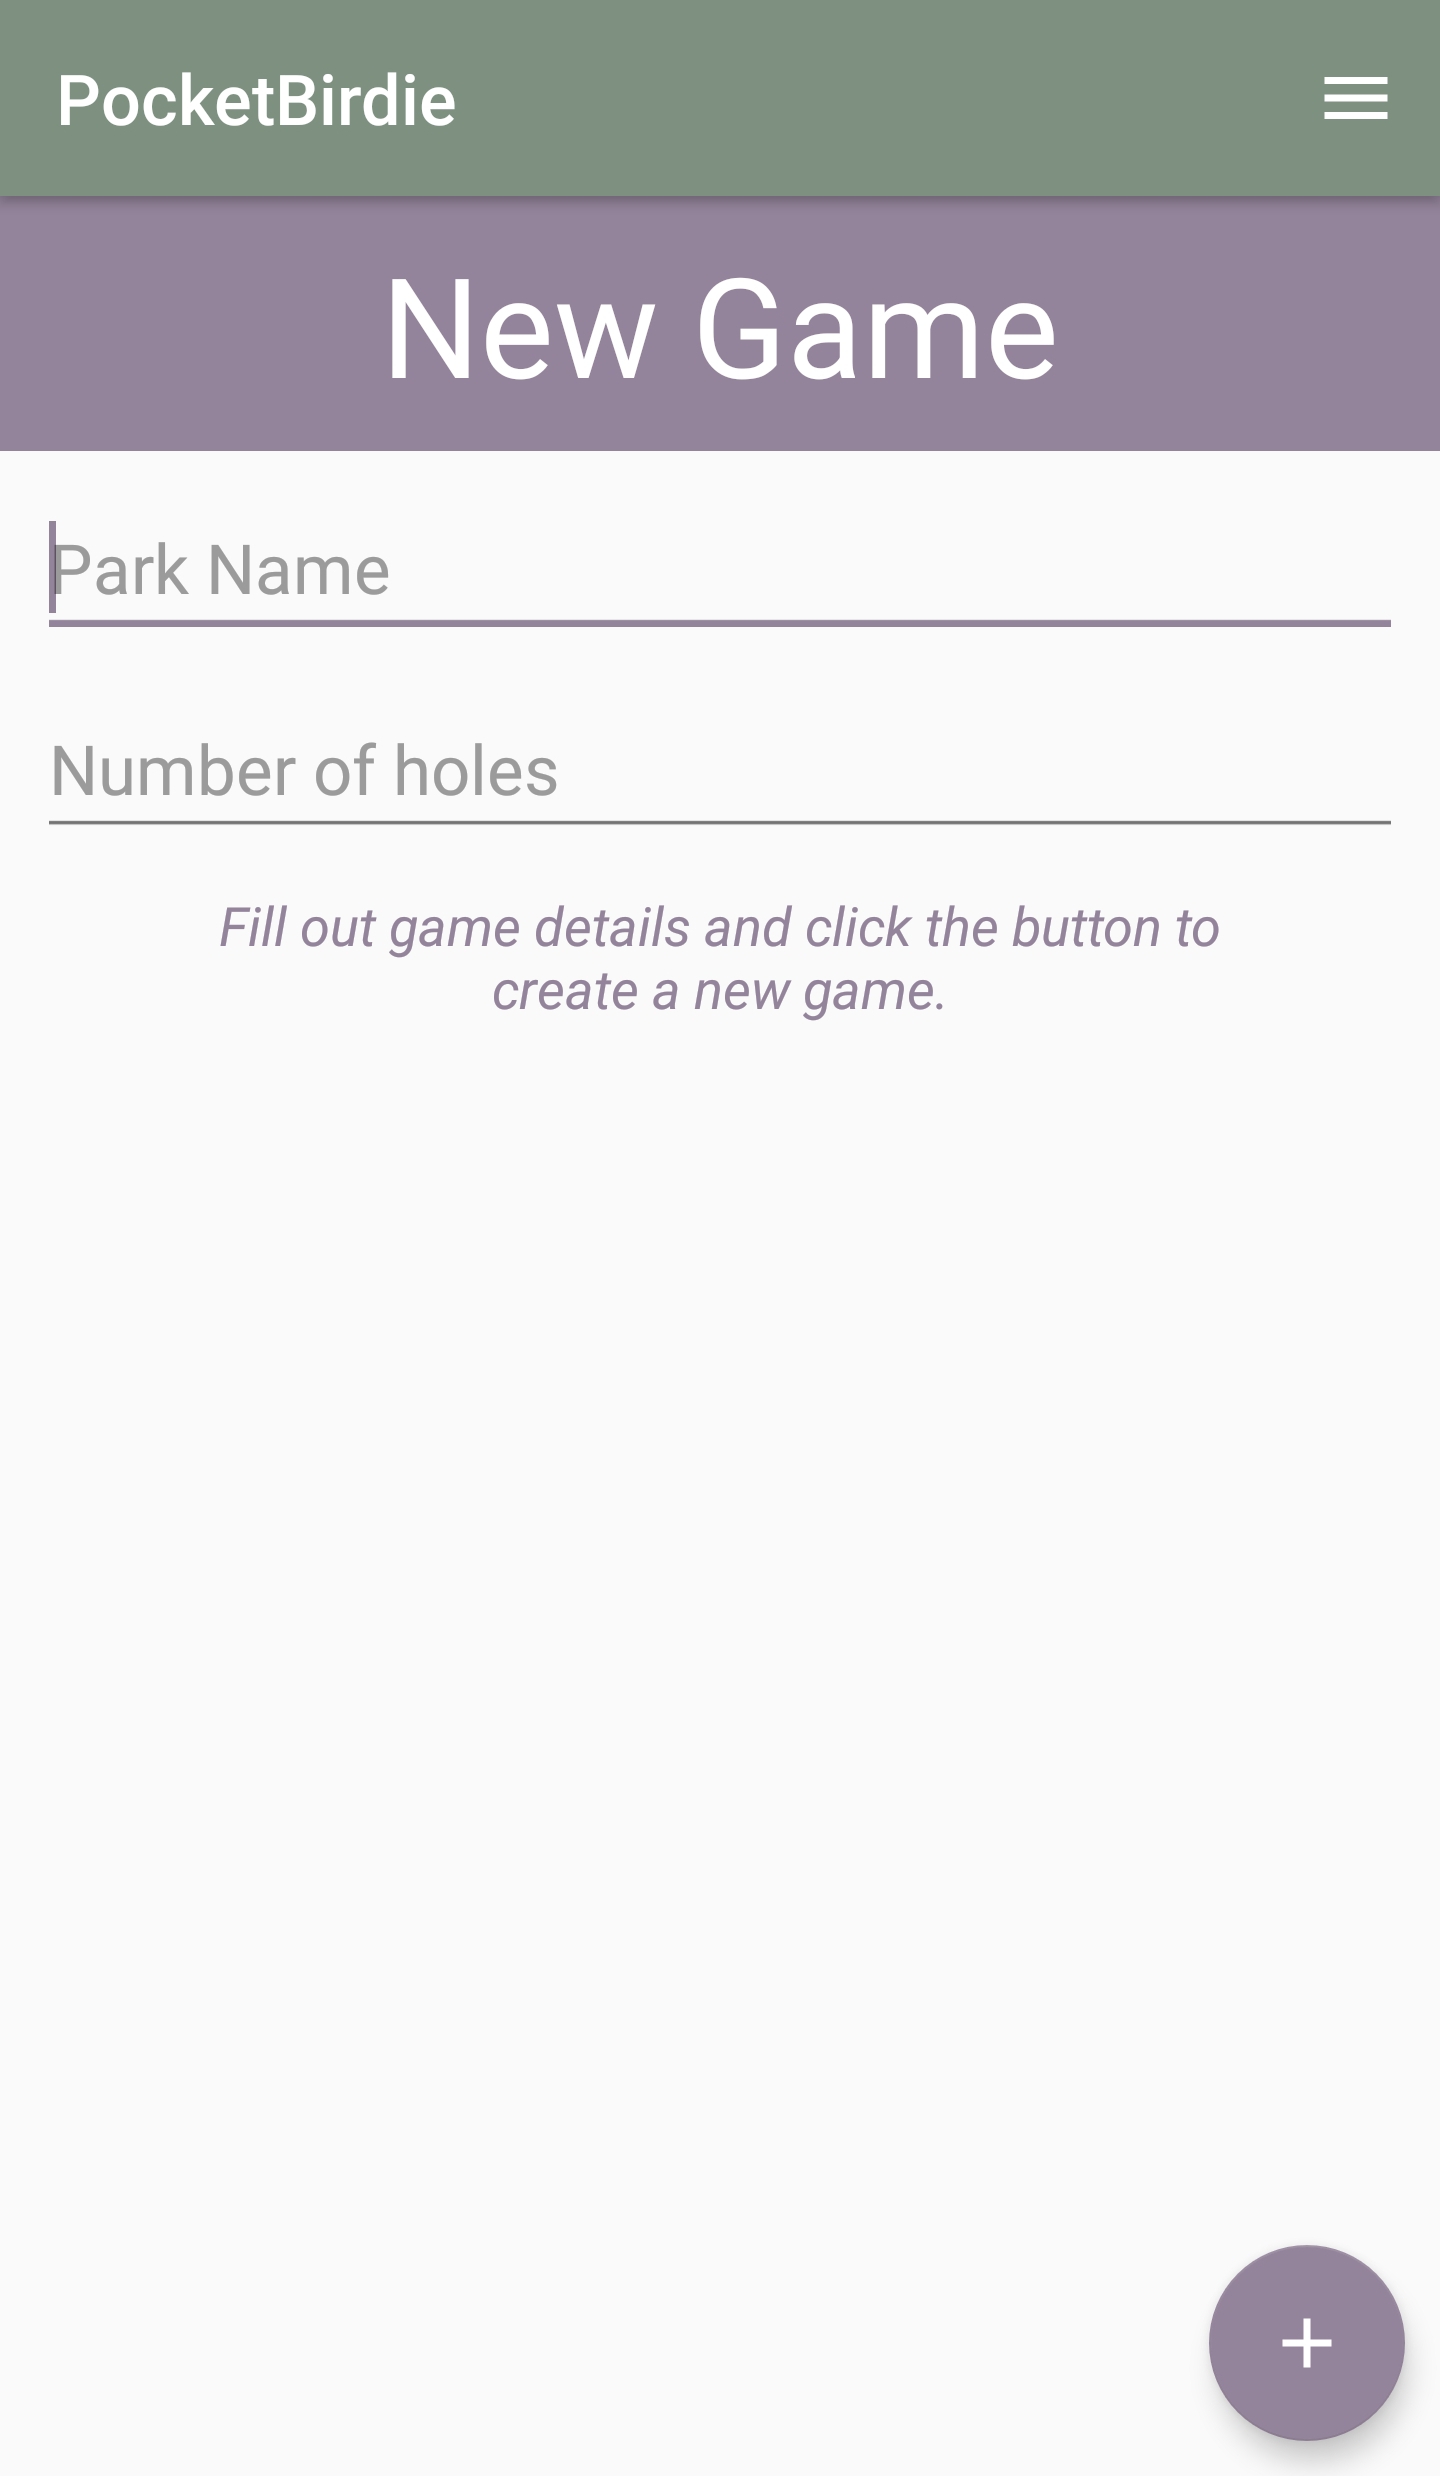 PocketBirdie
New Game
Park Name
Number of holes
Fill out game details and click the button to
create a new game.